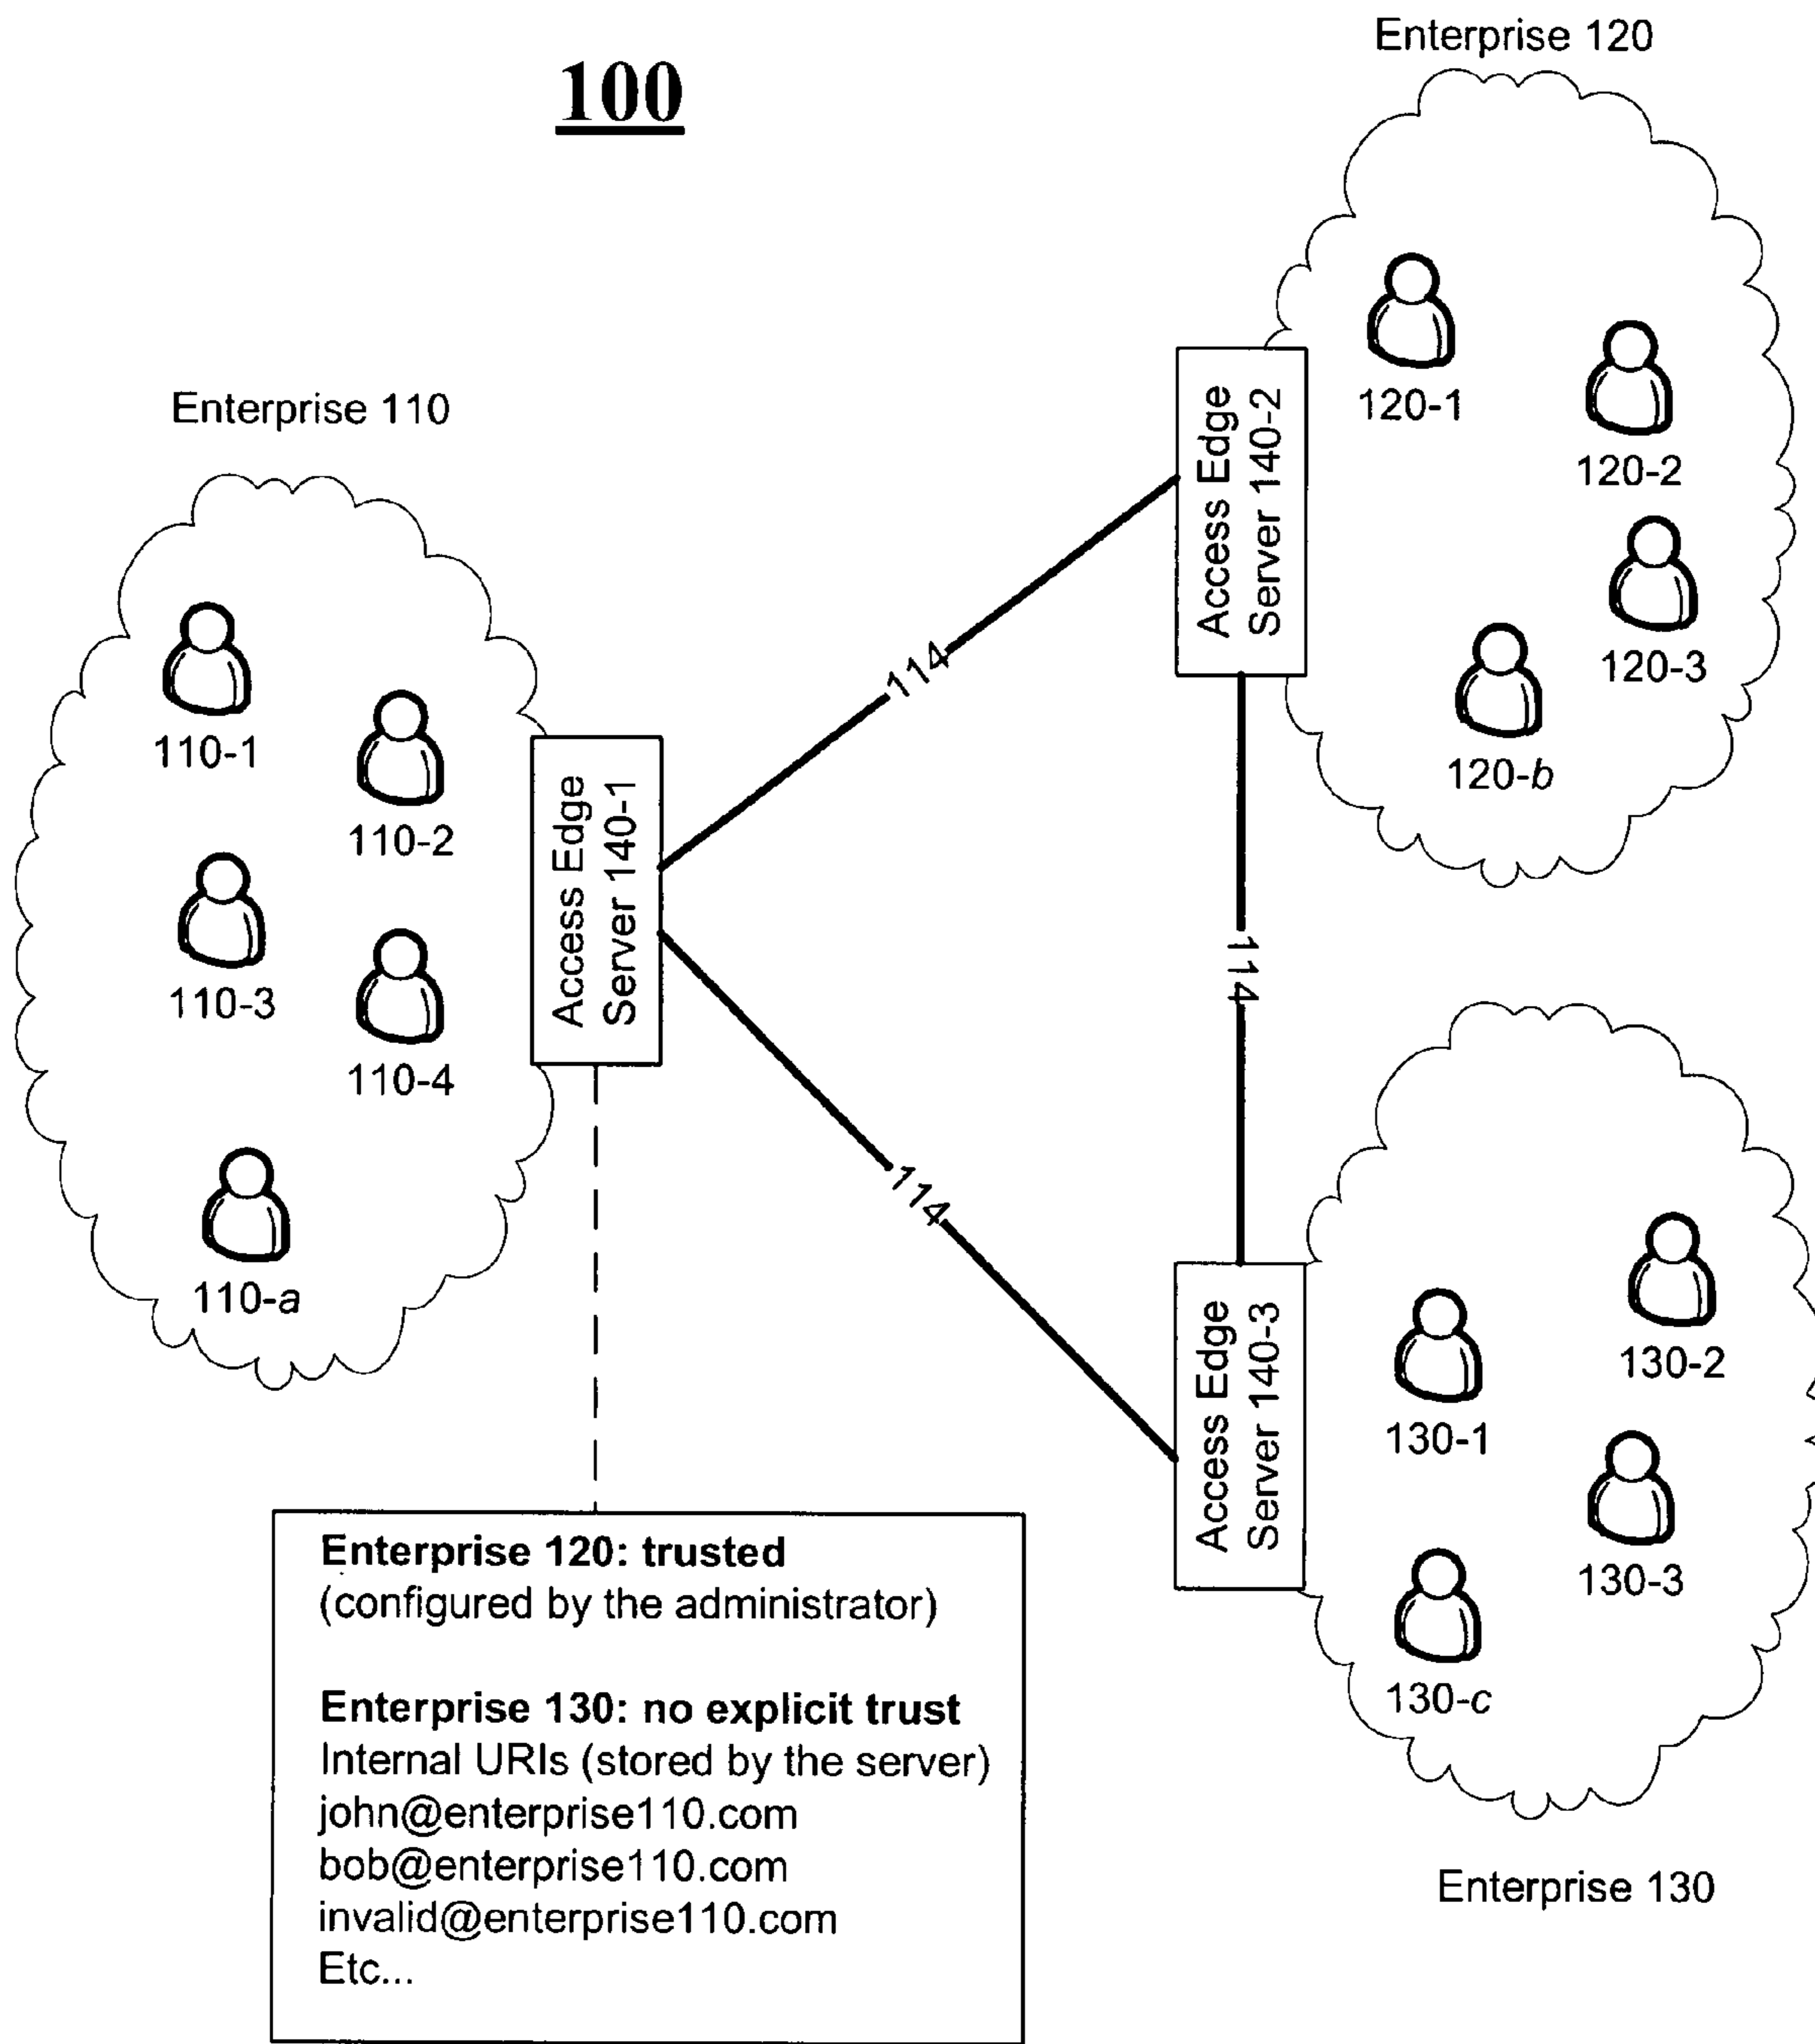 100
Enterprise 120
120-1
120-2
120-3
120-b
Access Edge
Server 140-2
Enterprise 110
110-1
110-2
110-3
110-4
110-a
Access Edge
Server 140-1
114
114
114
Access Edge
Server 140-3
130-1
130-2
130-3
130-c
Enterprise 130
Enterprise 120: trusted
(configured by the administrator)
Enterprise 130: no explicit trust
Internal URIs (stored by the server)
john@enterprise110.com
bob@enterprise110.com
invalid@enterprise110.com
Etc...